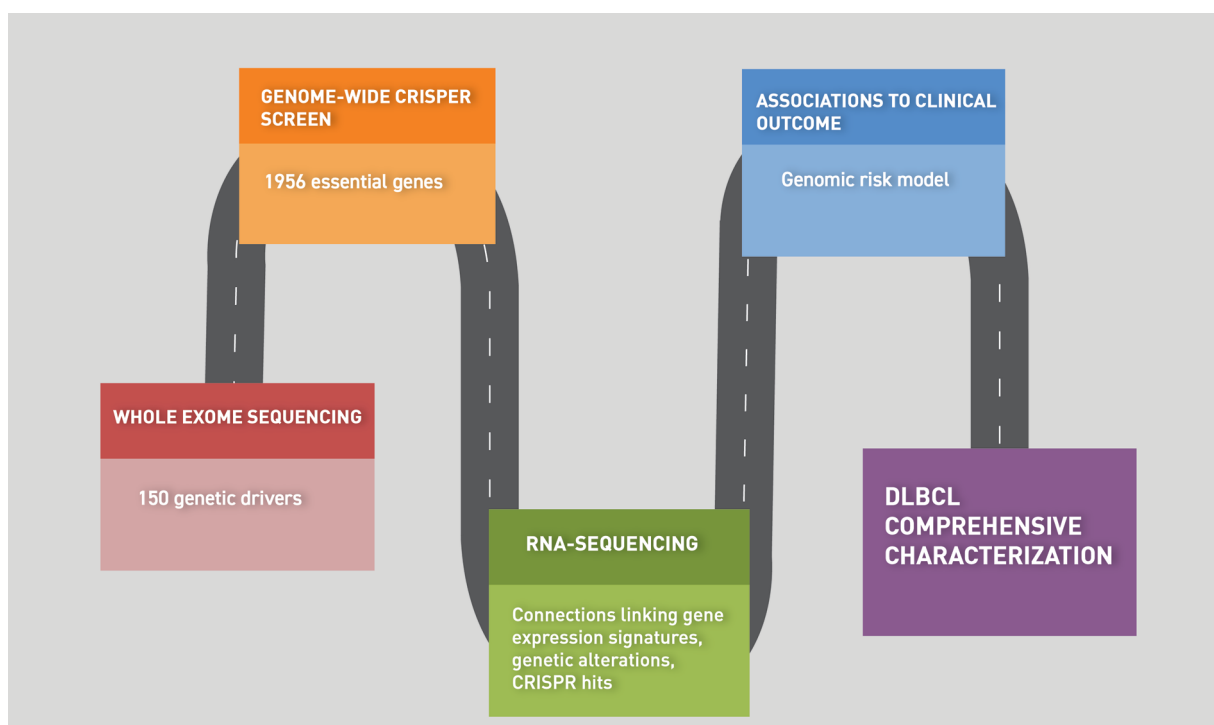 WHOLE EXOME SEQUENCING
150 genetic drivers
GENOME-WIDE CRISPER
SCREEN
1956 essential genes
RNA-SEQUENCING
Connections linking gene
expression signatures,
genetic alterations,
CRISPR hits
ASSOCIATIONS TO CLINICAL
OUTCOME
Genomic risk model
DLBCL
COMPREHENSIVE
CHARACTERIZATION